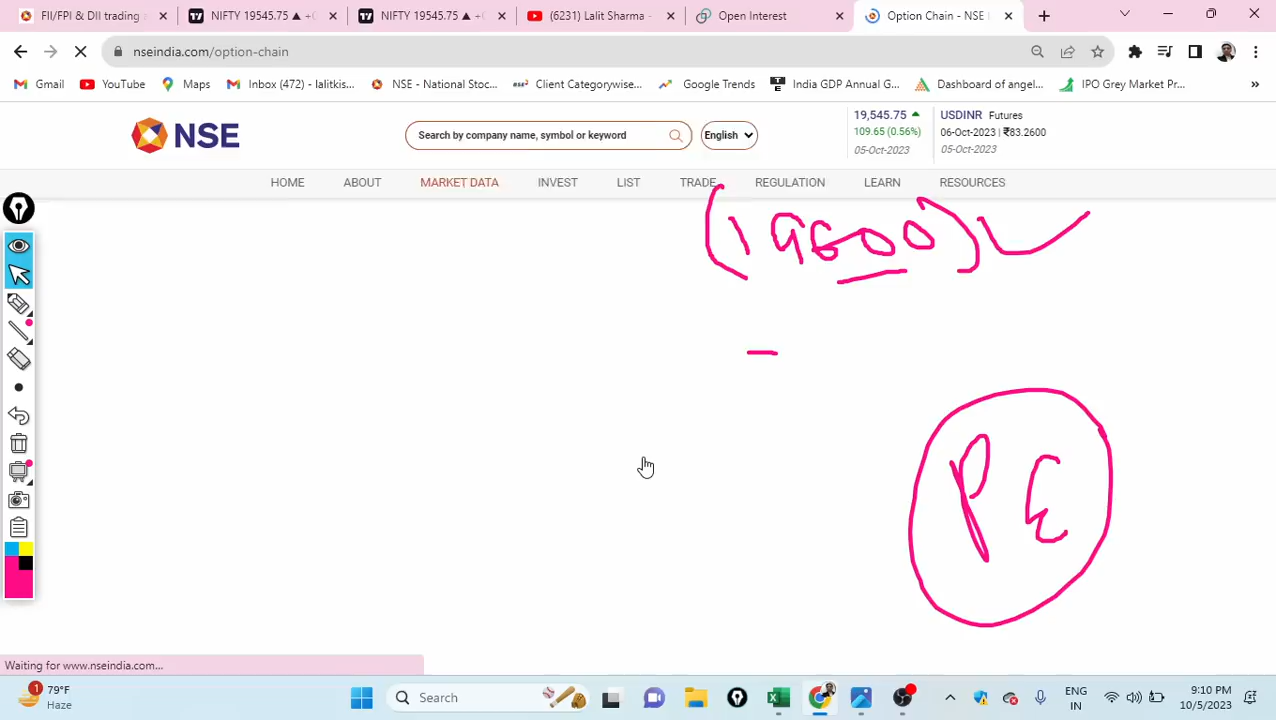 FII/FPI & DII trading
NIFTY 19545.75 ▲ +0
NIFTY 19545.75 ▲ +0
(6231) Lalit Sharma -
Open Interest
Option Chain - NSE
nseindia.com/option-chain
Gmail
YouTube
Maps
Inbox (472) - lalitkis...
NSE - National Stoc...
Client Categorywise...
Google Trends
India GDP Annual G...
Dashboard of angel...
IPO Grey Market Pr...
NSE
Search by company name, symbol or keyword
English
19,545.75
109.65 (0.56%)
05-Oct-2023
USDINR Futures
06-Oct-2023 | ₹83.2600
05-Oct-2023
HOME ABOUT MARKET DATA INVEST LIST TRADE REGULATION LEARN RESOURCES
(19600)
PE
Waiting for www.nseindia.com...
1
79°F
Haze
Search
ENG
IN
9:10 PM
10/5/2023